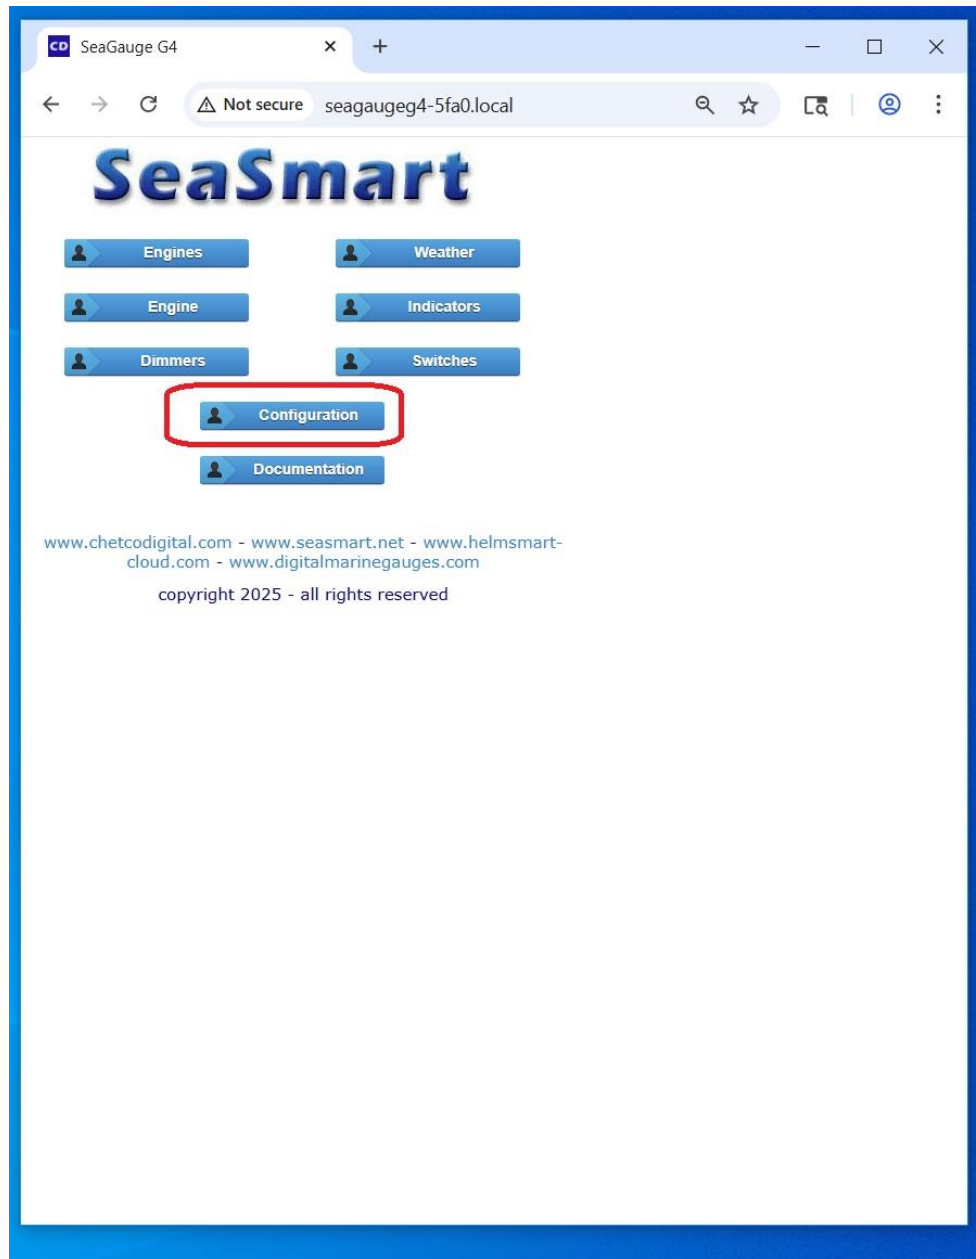 CD SeaGauge G4
Not secure seagaugeg4-5fa0.local
SeaSmart
Engines Weather
Engine Indicators
Dimmers Switches
Configuration
Documentation
www.chetcodigital.com - www.seasmart.net - www.helmsmart-
cloud.com - www.digitalmarinegauges.com
copyright 2025 - all rights reserved